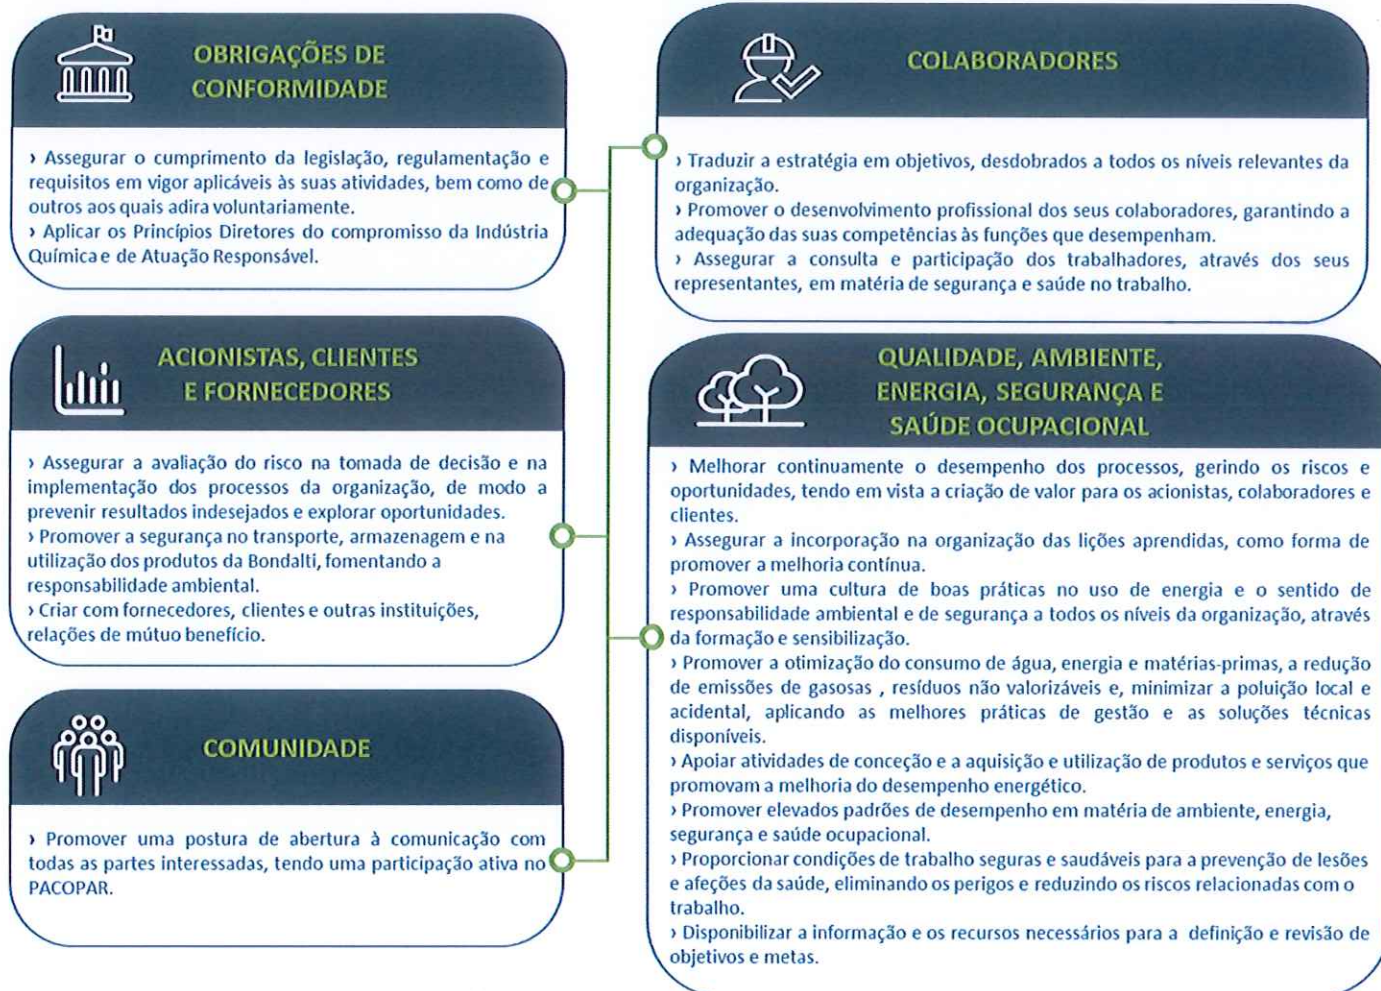 OBRIGAÇÕES DE
CONFORMIDADE
› Assegurar o cumprimento da legislação, regulamentação e
requisitos em vigor aplicáveis às suas atividades, bem como de
outros aos quais adira voluntariamente.
› Aplicar os Princípios Diretores do compromisso da Indústria
Química e de Atuação Responsável.
ACIONISTAS, CLIENTES
E FORNECEDORES
› Assegurar a avaliação do risco na tomada de decisão e na
implementação dos processos da organização, de modo a
prevenir resultados indesejados e explorar oportunidades.
› Promover a segurança no transporte, armazenagem e na
utilização dos produtos da Bondalti, fomentando a
responsabilidade ambiental.
› Criar com fornecedores, clientes e outras instituições,
relações de mútuo benefício.
COMUNIDADE
› Promover uma postura de abertura à comunicação com
todas as partes interessadas, tendo uma participação ativa no
PACOPAR.
COLABORADORES
› Traduzir a estratégia em objetivos, desdobrados a todos os níveis relevantes da
organização.
› Promover o desenvolvimento profissional dos seus colaboradores, garantindo a
adequação das suas competências às funções que desempenham.
› Assegurar a consulta e participação dos trabalhadores, através dos seus
representantes, em matéria de segurança e saúde no trabalho.
QUALIDADE, AMBIENTE,
ENERGIA, SEGURANÇA E
SAÚDE OCUPACIONAL
› Melhorar continuamente o desempenho dos processos, gerindo os riscos e
oportunidades, tendo em vista a criação de valor para os acionistas, colaboradores e
clientes.
› Assegurar a incorporação na organização das lições aprendidas, como forma de
promover a melhoria contínua.
› Promover uma cultura de boas práticas no uso de energia e o sentido de
responsabilidade ambiental e de segurança a todos os níveis da organização, através
da formação e sensibilização.
› Promover a otimização do consumo de água, energia e matérias-primas, a redução
de emissões de gasosas , resíduos não valorizáveis e, minimizar a poluição local e
acidental, aplicando as melhores práticas de gestão e as soluções técnicas
disponíveis.
› Apoiar atividades de conceção e a aquisição e utilização de produtos e serviços que
promovam a melhoria do desempenho energético.
› Promover elevados padrões de desempenho em matéria de ambiente, energia,
segurança e saúde ocupacional.
› Proporcionar condições de trabalho seguras e saudáveis para a prevenção de lesões
e afeções da saúde, eliminando os perigos e reduzindo os riscos relacionadas com o
trabalho.
› Disponibilizar a informação e os recursos necessários para a definição e revisão de
objetivos e metas.